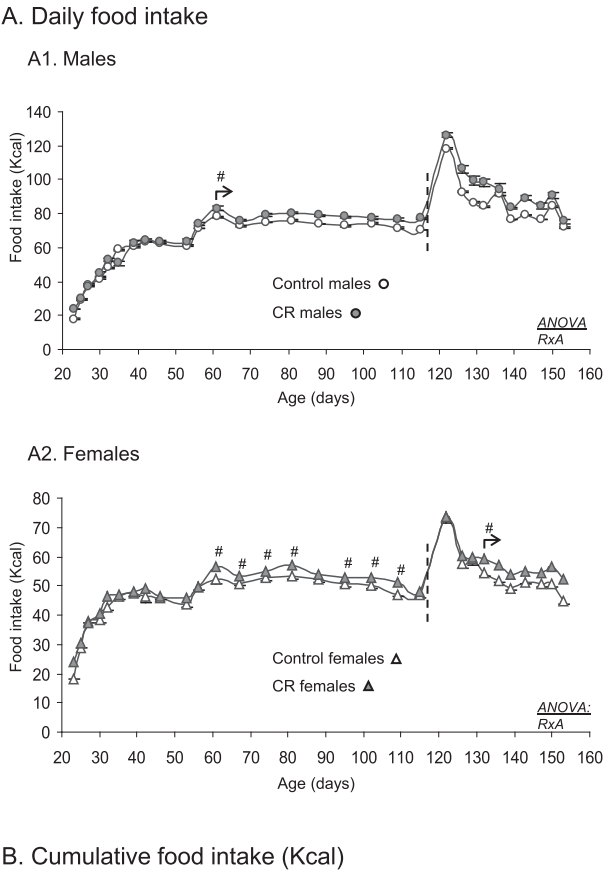 A. Daily food intake
A1. Males
140
120
100
80
60
40
20
0
Food intake (Kcal)
#
Control males
CR males
ANOVA
RxA
20 30 40 50 60 70 80 90 100 110 120 130 140 150 160
Age (days)
A2. Females
80
70
60
50
40
30
20
10
0
Food intake (Kcal)
# # # # # # # #
Control females
CR females
ANOVA:
RxA
20 30 40 50 60 70 80 90 100 110 120 130 140 150 160
Age (days)
B. Cumulative food intake (Kcal)